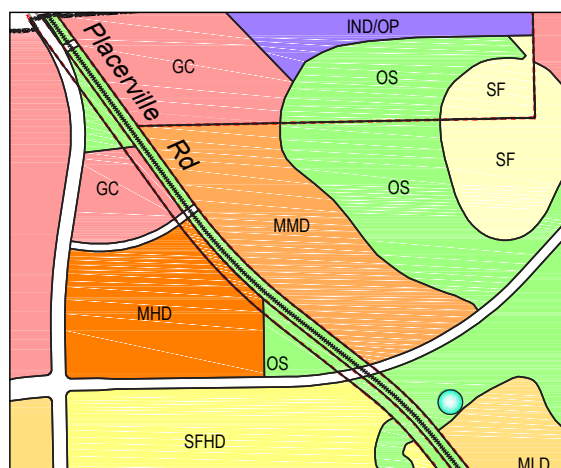 IND/OP
Placerville Rd
GC
OS
SF
SF
OS
GC
MMD
MHD
OS
SFHD
MLD